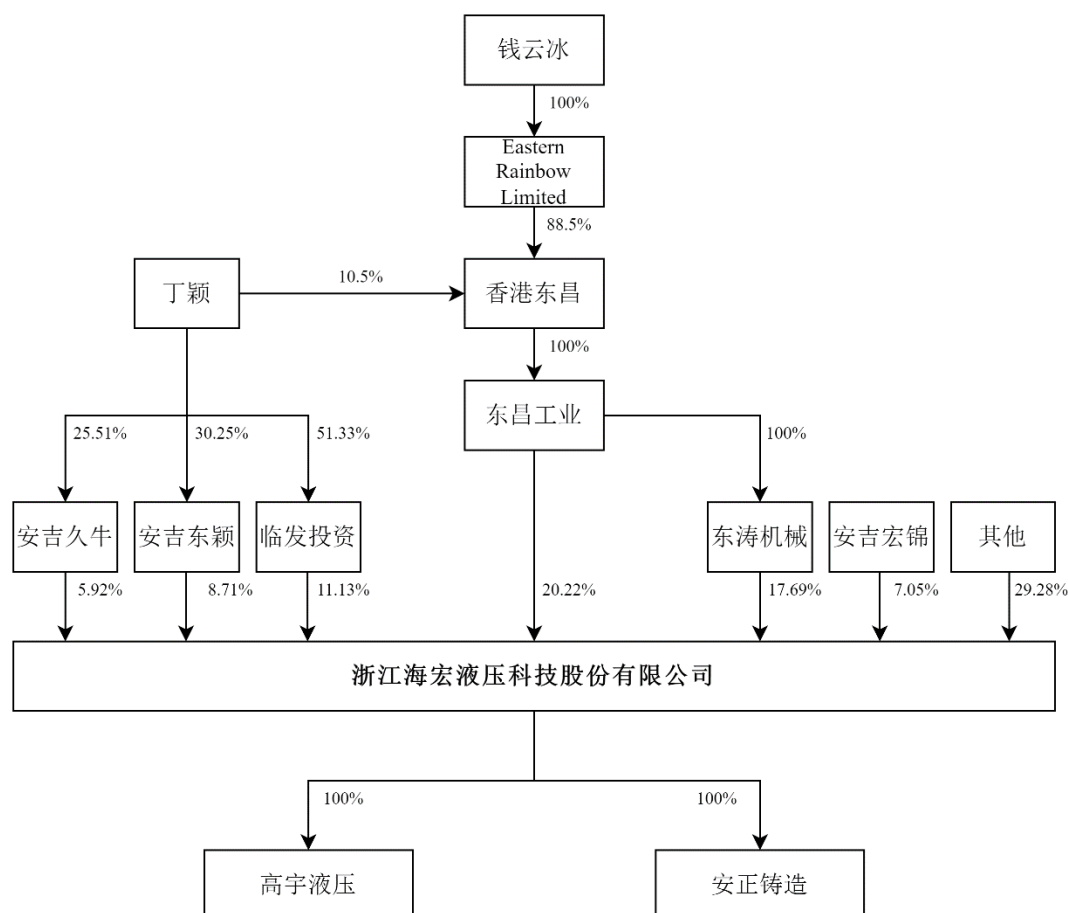 钱云冰
100%
Eastern
Rainbow
Limited
88.5%
丁颖
10.5%
香港东昌
100%
东昌工业
25.51%
30.25%
51.33%
100%
安吉久牛
安吉东颖
临发投资
东涛机械
安吉宏锦
其他
5.92%
8.71%
11.13%
20.22%
17.69%
7.05%
29.28%
浙江海宏液压科技股份有限公司
100%
100%
高宇液压
安正铸造